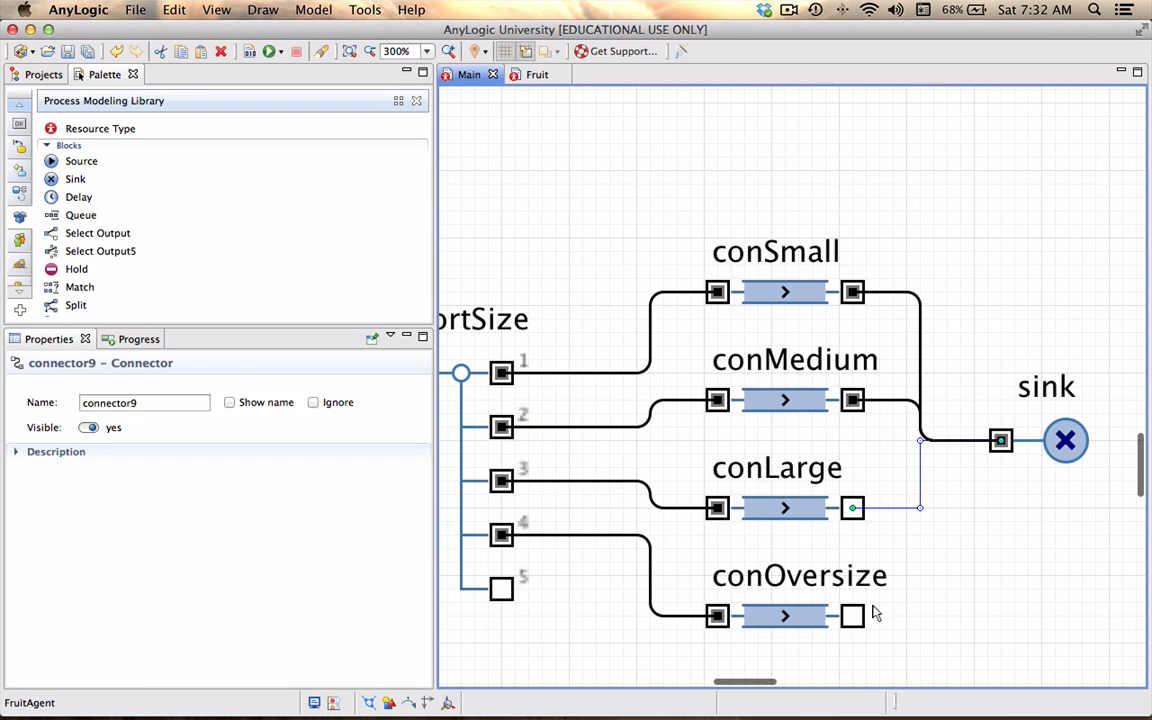 AnyLogic File Edit View Draw Model Tools Help 68% Sat 7:32 AM
AnyLogic University [EDUCATIONAL USE ONLY]
300% Get Support...
Projects Palette Main Fruit
Process Modeling Library
Resource Type
Blocks
Source
Sink
Delay
Queue
Select Output
Select Output5
Hold
Match
Split
Properties Progress
connector9 – Connector
Name: connector9 Show name Ignore
Visible: yes
Description
ortSize
1
2
3
4
5
conSmall
conMedium
conLarge
conOversize
sink
FruitAgent